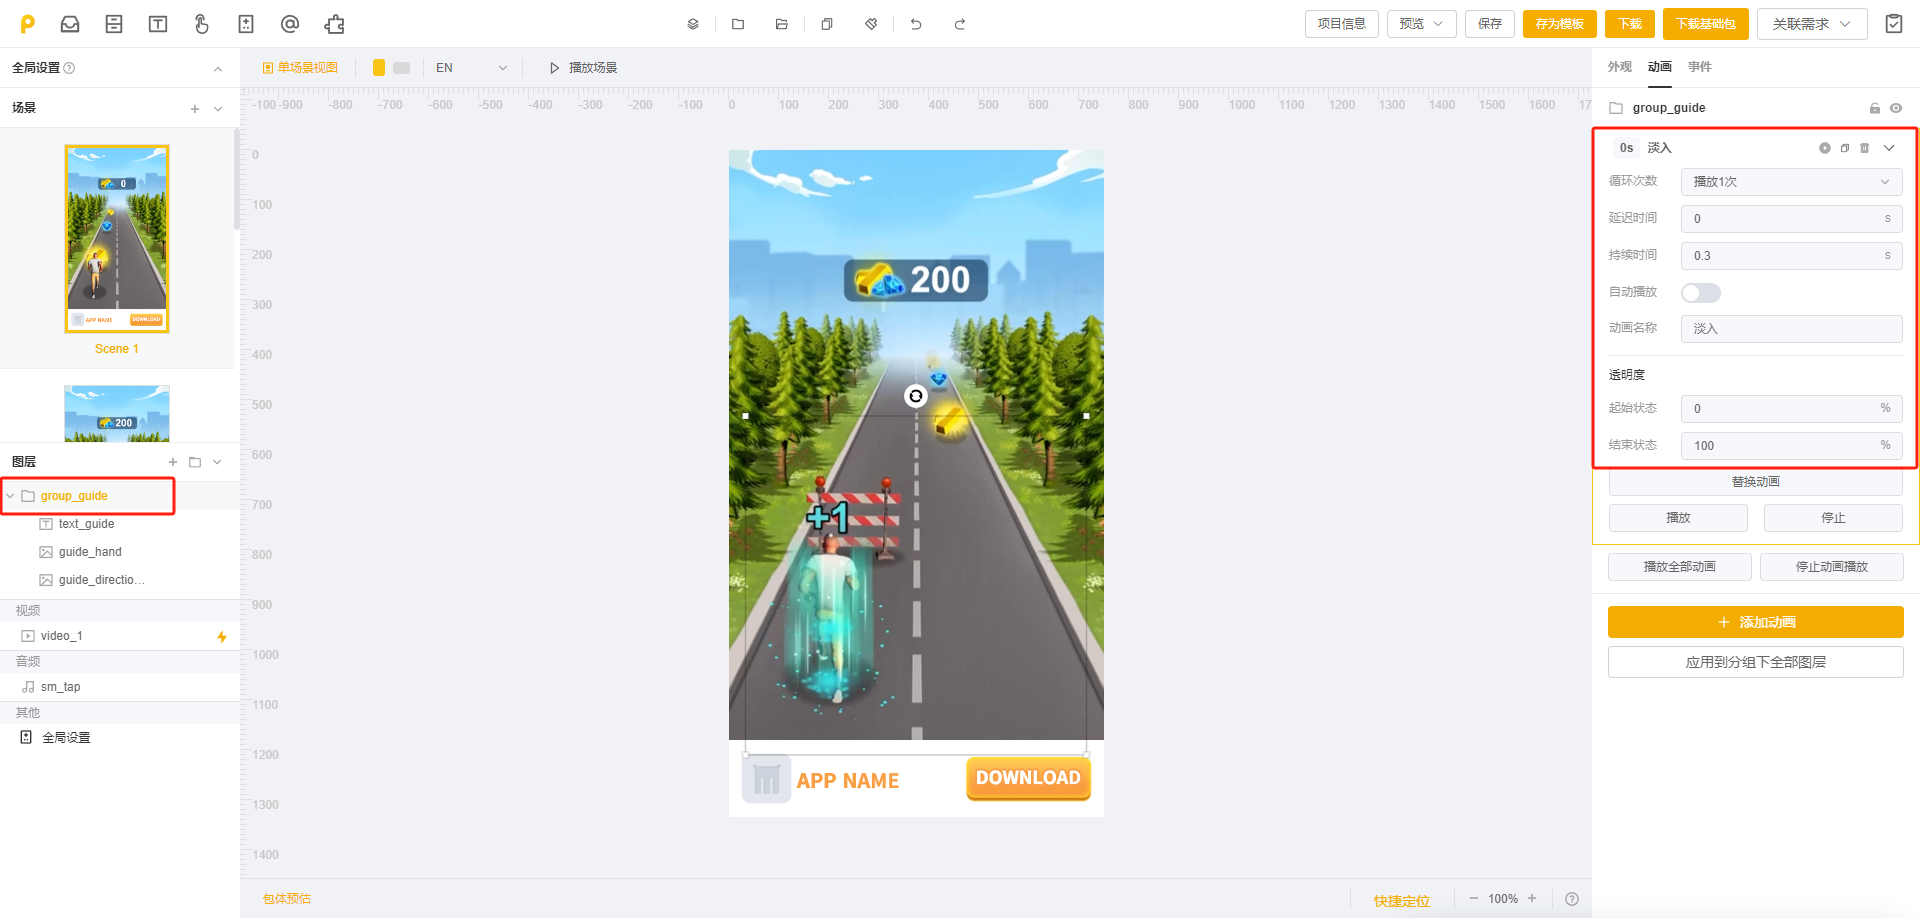 项目信息
预览
保存
存为模板
下载
下载基础包
关联需求
全局设置
场景
0
APP NAME
DOWNLOAD
Scene 1
200
图层
group_guide
text_guide
guide_hand
guide_directio...
视频
video_1
音频
sm_tap
其他
全局设置
单场景视图
EN
播放场景
-100 -900 -800 -700 -600 -500 -400 -300 -200 -100 0 100 200 300 400 500 600 700 800 900 1000 1100 1200 1300 1400 1500 1600 17
0
100
200
300
400
500
600
700
800
900
1000
1100
1200
1300
1400
200
+1
APP NAME
DOWNLOAD
包体预估
快捷定位
100%
外观 动画 事件
group_guide
0s 淡入
循环次数 播放1次
延迟时间 0 s
持续时间 0.3 s
自动播放
动画名称 淡入
透明度
起始状态 0 %
结束状态 100 %
替换动画
播放 停止
播放全部动画 停止动画播放
添加动画
应用到分组下全部图层